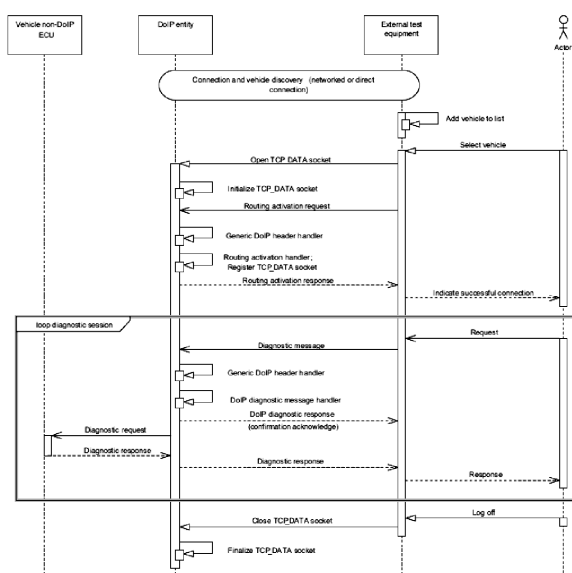 Vehicle non-DoIP
ECU
DoIP entity
External test
equipment
Actor
Connection and vehicle discovery (networked or direct
connection)
Add vehicle to list
Select vehicle
Open TCP_DATA socket
Initialize TCP_DATA socket
Routing activation request
Generic DoIP header handler
Routing activation handler;
Register TCP_DATA socket
Routing activation response
Indicate successful connection
loop diagnostic session
Request
Diagnostic message
Generic DoIP header handler
DoIP diagnostic message handler
DoIP diagnostic response
(confirmation acknowledge)
Diagnostic request
Diagnostic response
Diagnostic response
Response
Log off
Close TCPDATA socket
Finalize TCP_DATA socket